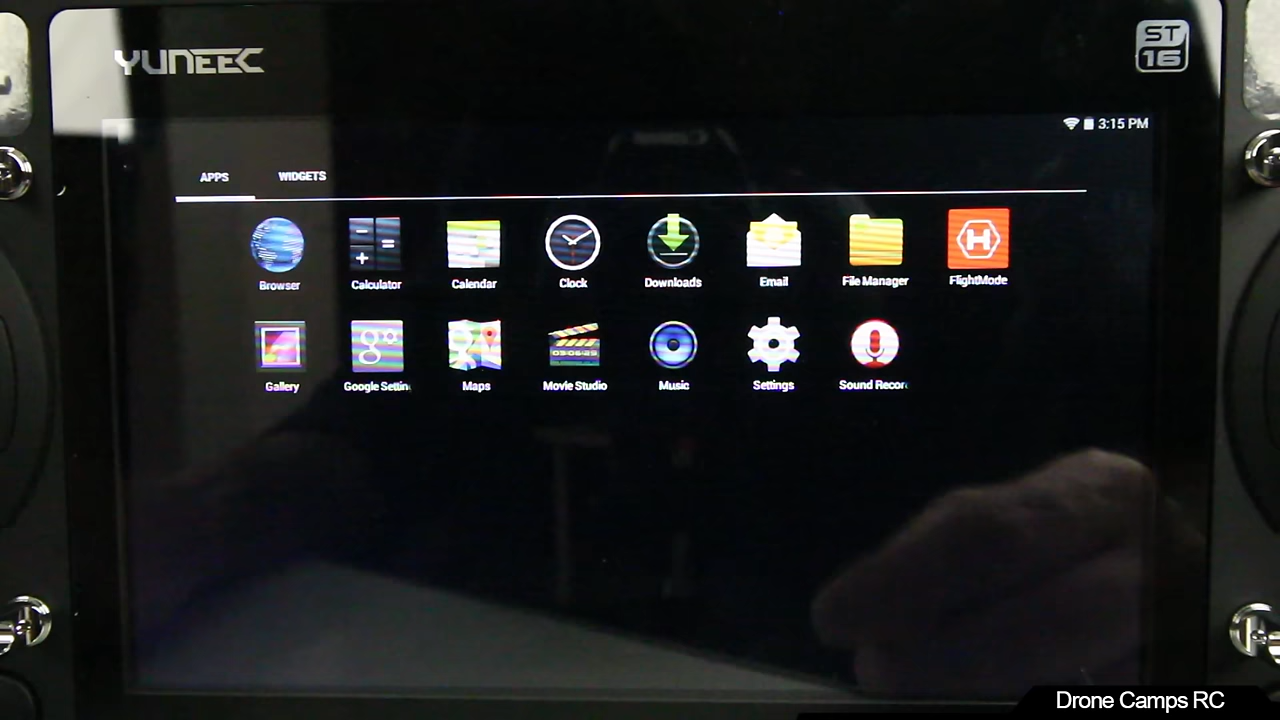 YUNEEC
ST
16
3:15 PM
APPS WIDGETS
Browser Calculator Calendar Clock Downloads Email File Manager FlightMode
Gallery Google Settin Maps Movie Studio Music Settings Sound Recor
Drone Camps RC